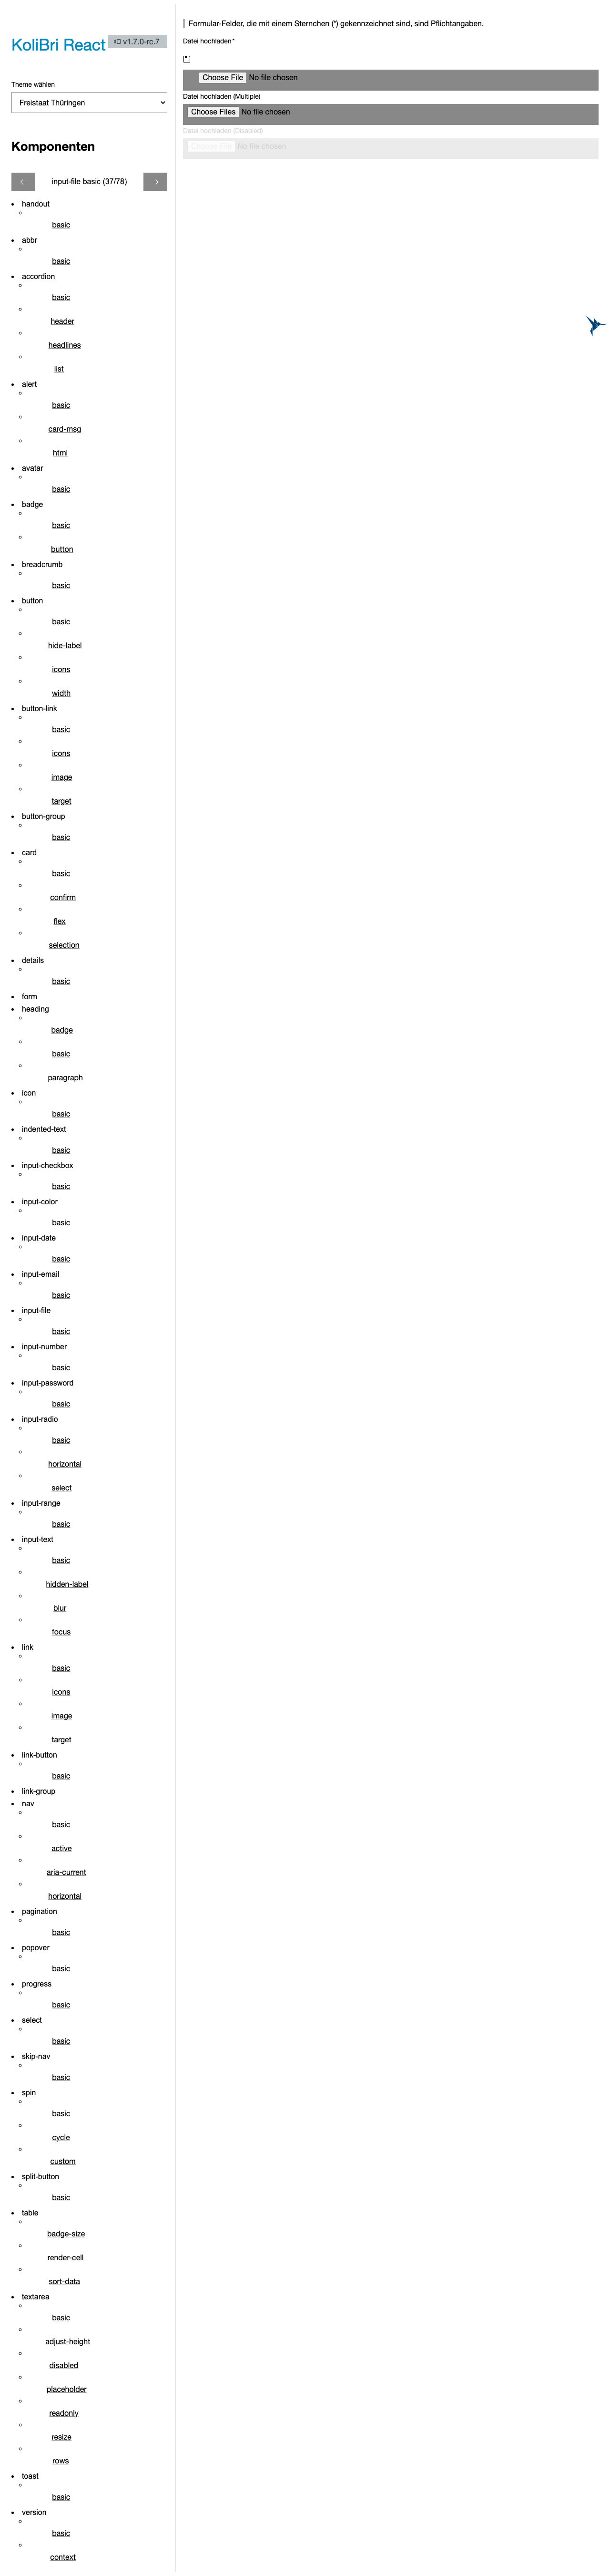 KoliBri React
v1.7.0-rc.7
Theme wählen
Freistaat Thüringen
Komponenten
← input-file basic (37/78) →
handout
basic
abbr
basic
accordion
basic
header
headlines
list
alert
basic
card-msg
html
avatar
basic
badge
basic
button
breadcrumb
basic
button
basic
hide-label
icons
width
button-link
basic
icons
image
target
button-group
basic
card
basic
confirm
flex
selection
details
basic
form
heading
badge
basic
paragraph
icon
basic
indented-text
basic
input-checkbox
basic
input-color
basic
input-date
basic
input-email
basic
input-file
basic
input-number
basic
input-password
basic
input-radio
basic
horizontal
select
input-range
basic
input-text
basic
hidden-label
blur
focus
link
basic
icons
image
target
link-button
basic
link-group
nav
basic
active
aria-current
horizontal
pagination
basic
popover
basic
progress
basic
select
basic
skip-nav
basic
spin
basic
cycle
custom
split-button
basic
table
badge-size
render-cell
sort-data
textarea
basic
adjust-height
disabled
placeholder
readonly
resize
rows
toast
basic
version
basic
context
Formular-Felder, die mit einem Sternchen (*) gekennzeichnet sind, sind Pflichtangaben.
Datei hochladen*
Choose File No file chosen
Datei hochladen (Multiple)
Choose Files No file chosen
Datei hochladen (Disabled)
Choose File No file chosen